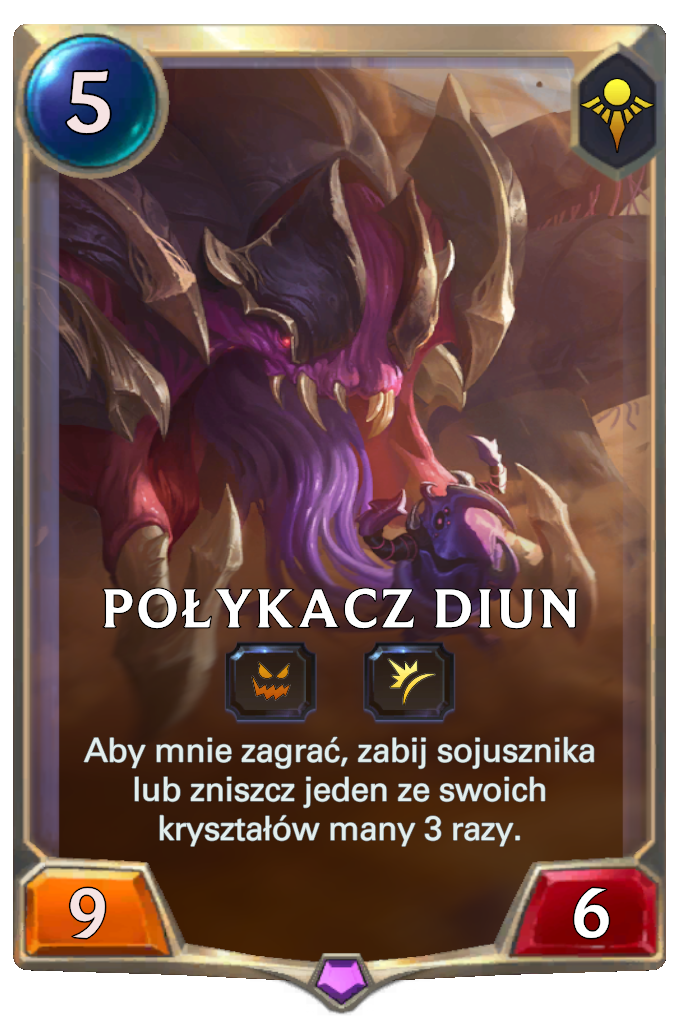 5
POŁYKACZ DIUN
Aby mnie zagrać, zabij sojusznika
lub zniszcz jeden ze swoich
kryształów many 3 razy.
9
6